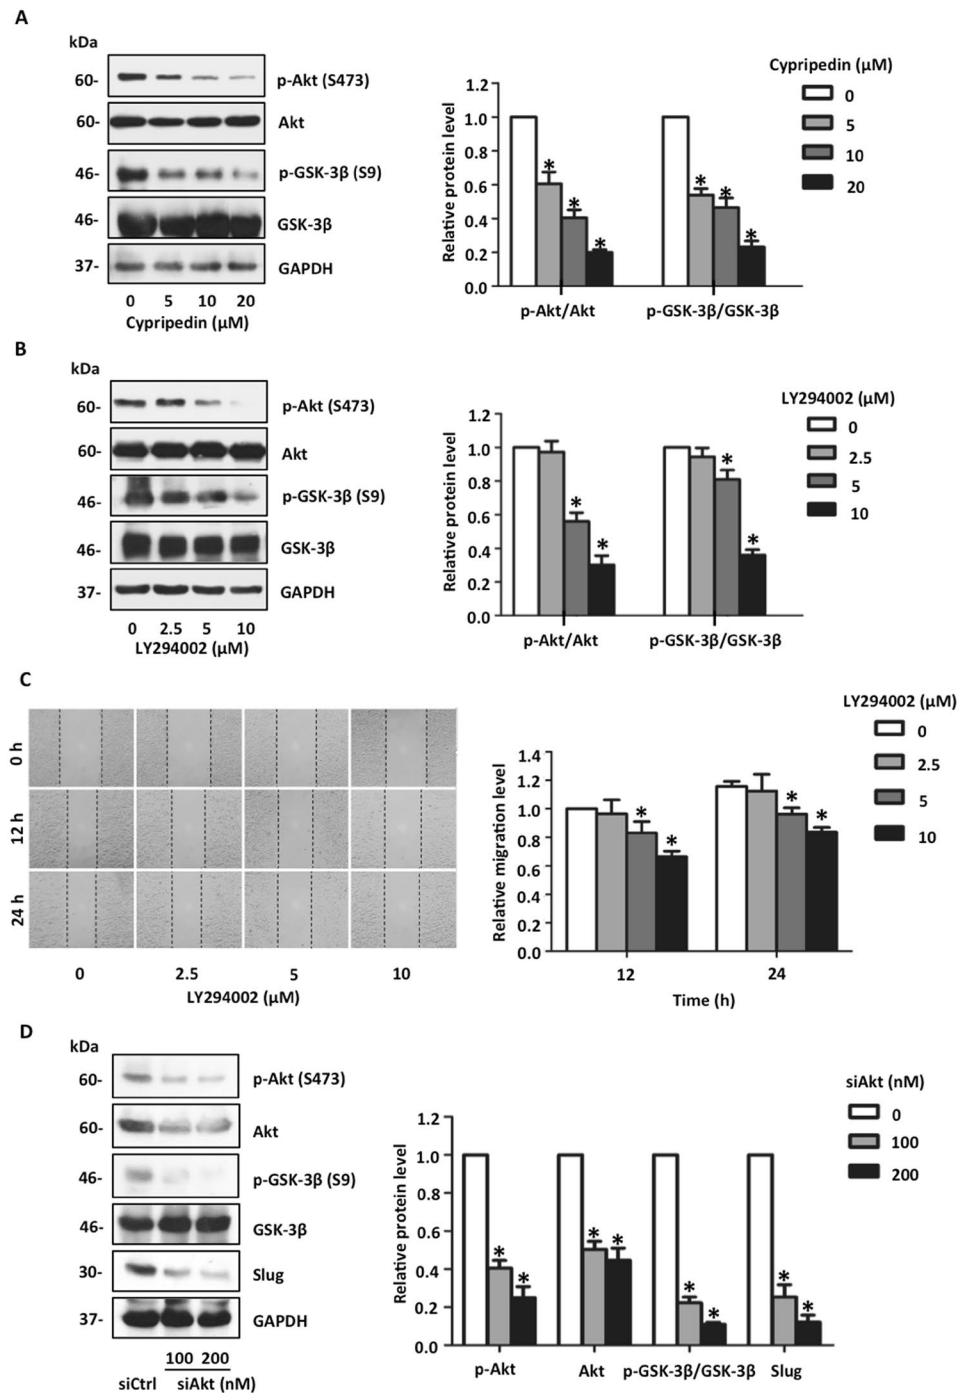 A
kDa
60- p-Akt (S473)
60- Akt
46- p-GSK-3β (S9)
46- GSK-3β
37- GAPDH
0 5 10 20
Cypripedin (μM)
Relative protein level
1.2
1.0
0.8
0.6
0.4
0.2
0.0
* * * * * *
p-Akt/Akt p-GSK-3β/GSK-3β
Cypripedin (μM)
0
5
10
20
B
kDa
60- p-Akt (S473)
60- Akt
46- p-GSK-3β (S9)
46- GSK-3β
37- GAPDH
0 2.5 5 10
LY294002 (μM)
Relative protein level
1.2
1.0
0.8
0.6
0.4
0.2
0.0
* * * *
p-Akt/Akt p-GSK-3β/GSK-3β
LY294002 (μM)
0
2.5
5
10
C
0 h
12 h
24 h
0 2.5 5 10
LY294002 (μM)
Relative migration level
1.4
1.2
1.0
0.8
0.6
0.4
0.2
0.0
* * * *
12 24
Time (h)
LY294002
(μM)
0
2.5
5
10
D
kDa
60- p-Akt (S473)
60- Akt
46- p-GSK-3β (S9)
46- GSK-3β
30- Slug
37- GAPDH
100 200
siCtrl siAkt (nM)
Relative protein level
1.2
1.0
0.8
0.6
0.4
0.2
0.0
* * * * * * * *
p-Akt Akt p-GSK-3β/GSK-3β Slug
siAkt (nM)
0
100
200